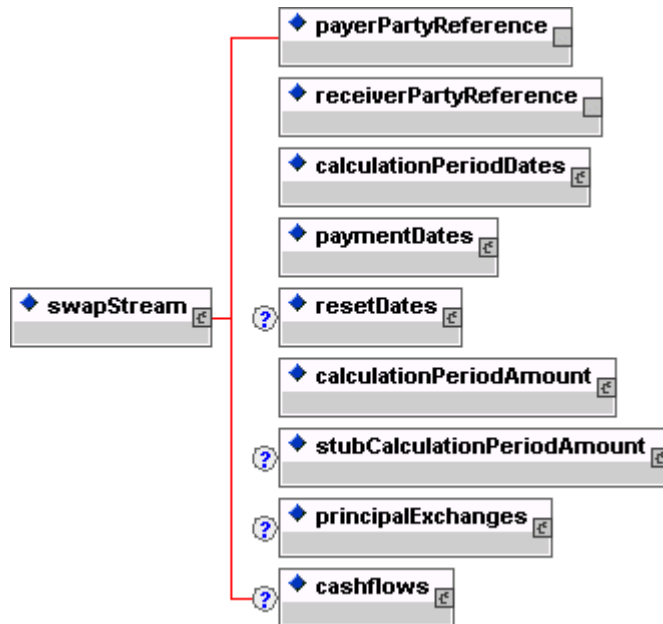 payerPartyReference
receiverPartyReference
calculationPeriodDates
paymentDates
swapStream
?
resetDates
calculationPeriodAmount
?
stubCalculationPeriodAmount
?
principalExchanges
?
cashflows